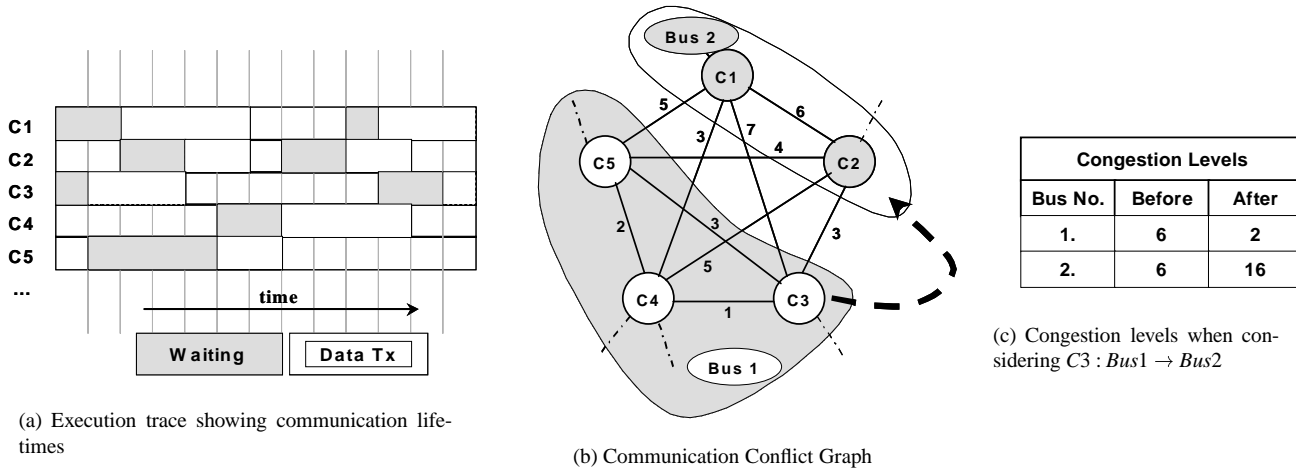 C1
C2
C3
C4
C5
...
time
Waiting
Data Tx
(a) Execution trace showing communication life-
times
Bus 2
C1
5
6
3
7
4
C5
C2
2
3
3
5
C4
1
C3
Bus 1
(b) Communication Conflict Graph
Congestion Levels
Bus No. Before After
1. 6 2
2. 6 16
(c) Congestion levels when con-
sidering C3 : Bus1 → Bus2